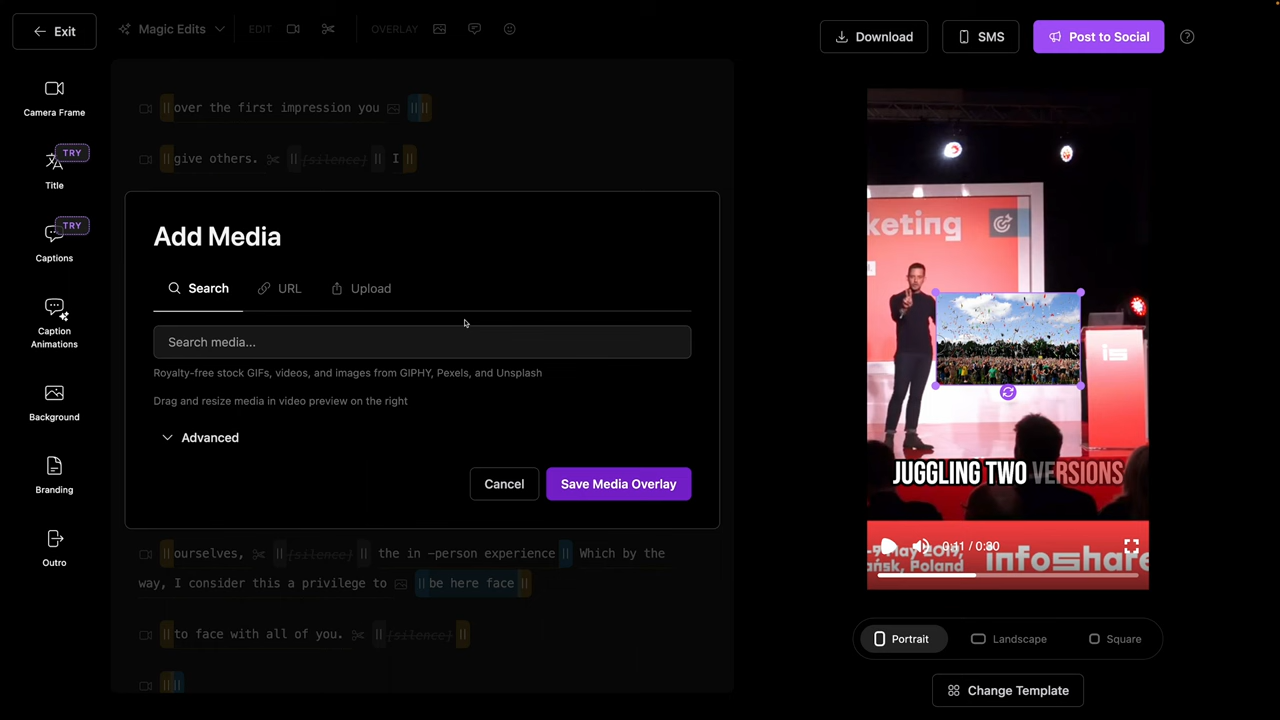 Exit
Magic Edits
EDIT
OVERLAY
Download
SMS
Post to Social
Camera Frame
TRY
Title
TRY
Captions
Caption
Animations
Background
Branding
Outro
over the first impression you
give others. [silence] I
Add Media
Search
URL
Upload
Search media...
Royalty-free stock GIFs, videos, and images from GIPHY, Pexels, and Unsplash
Drag and resize media in video preview on the right
Advanced
Cancel
Save Media Overlay
ourselves, [silence] the in -person experience Which by the
way, I consider this a privilege to be here face
to face with all of you. [silence]
keting
is
JUGGLING TWO VERSIONS
0:11 / 0:30
-9 May 2019,
ańsk, Poland
infoshare
Portrait
Landscape
Square
Change Template